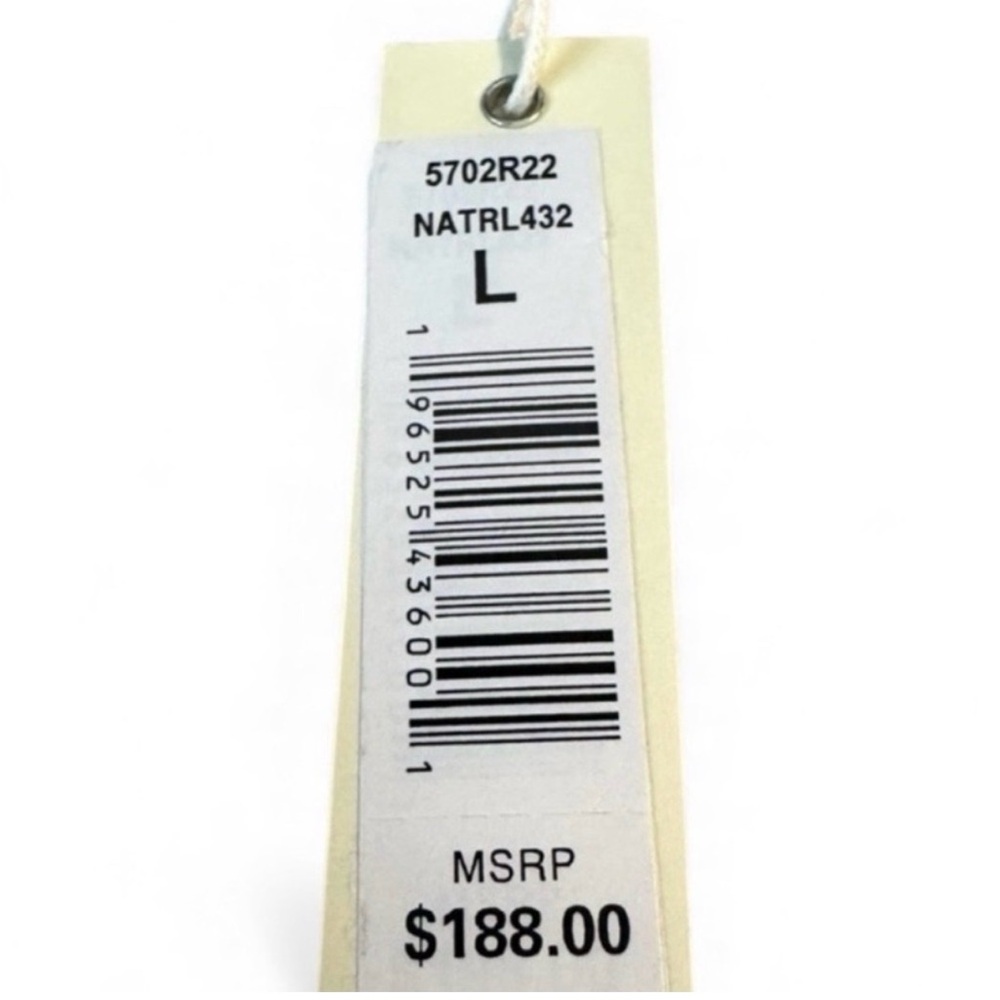 5702R22
NATRL432
L
1 96525 43600 1
MSRP
$188.00